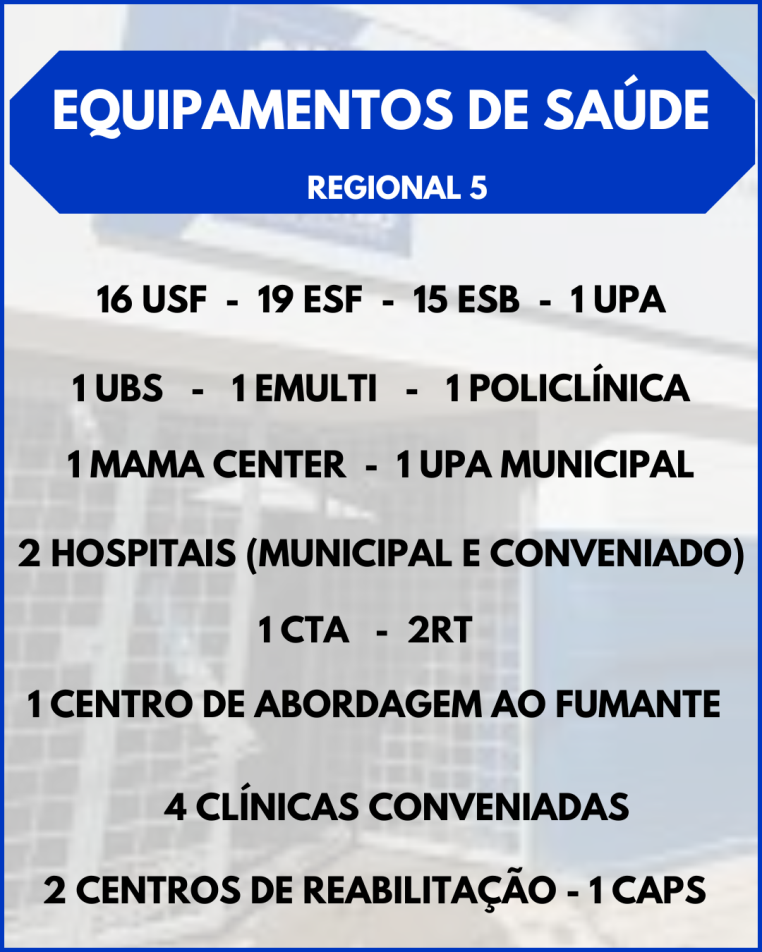 EQUIPAMENTOS DE SAÚDE
REGIONAL 5
16 USF - 19 ESF - 15 ESB - 1 UPA
1 UBS - 1 EMULTI - 1 POLICLÍNICA
1 MAMA CENTER - 1 UPA MUNICIPAL
2 HOSPITAIS (MUNICIPAL E CONVENIADO)
1 CTA - 2RT
1 CENTRO DE ABORDAGEM AO FUMANTE
4 CLÍNICAS CONVENIADAS
2 CENTROS DE REABILITAÇÃO - 1 CAPS